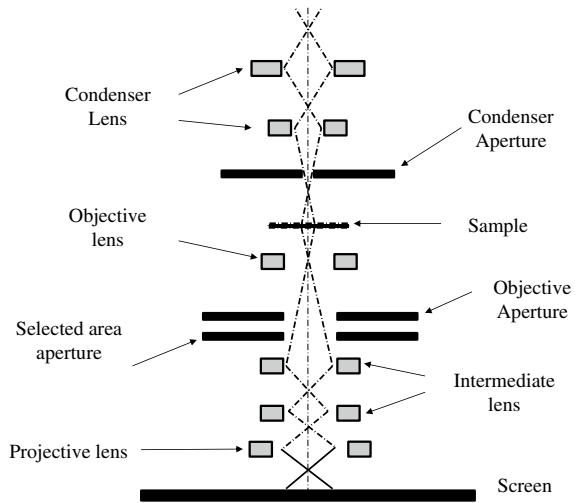 Condenser
Lens
Condenser
Aperture
Objective
lens
Sample
Objective
Aperture
Selected area
aperture
Intermediate
lens
Projective lens
Screen